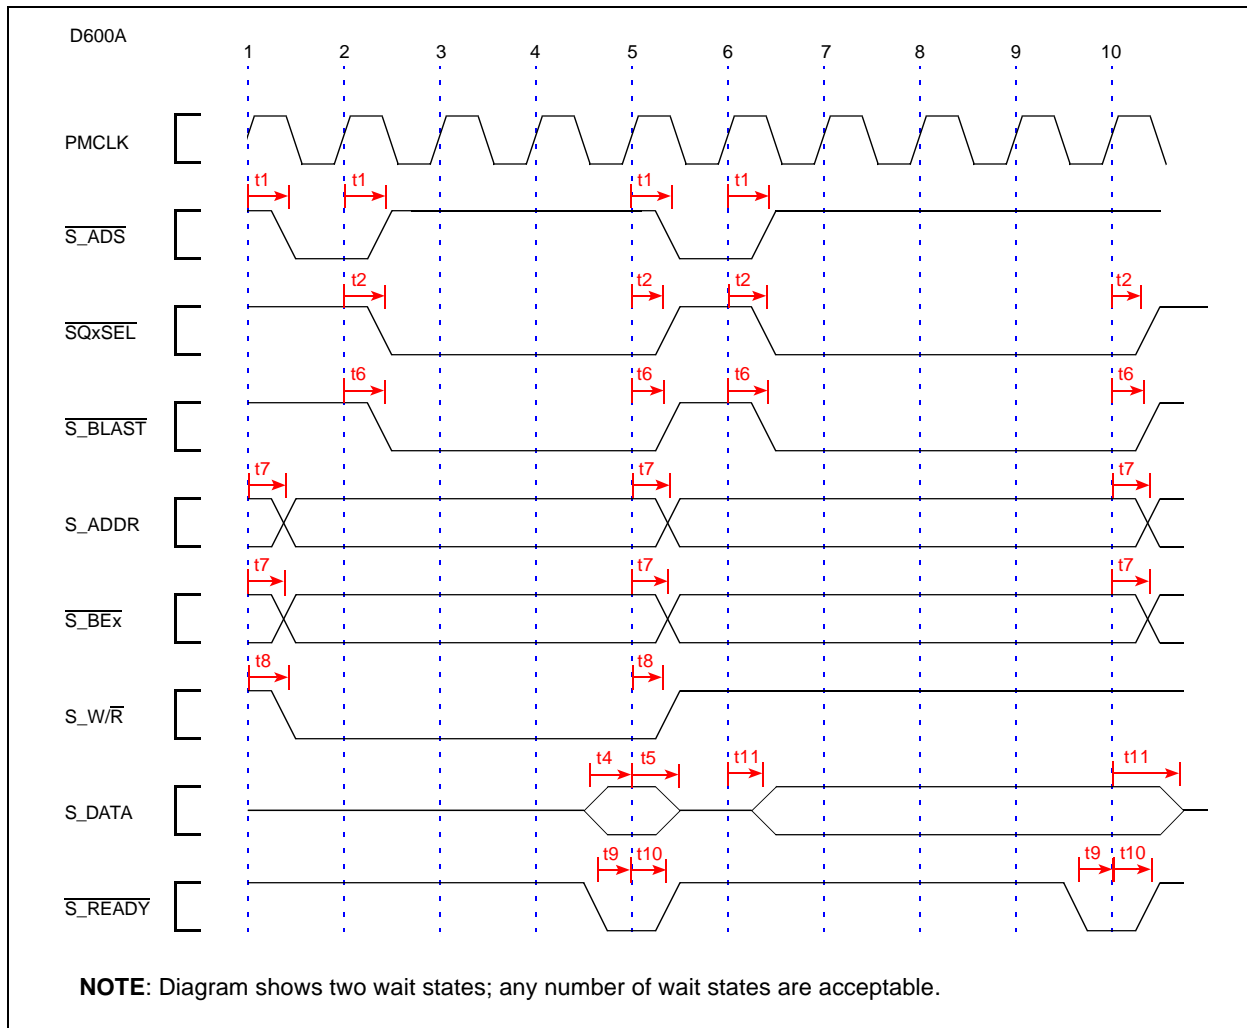 D600A
1 2 3 4 5 6 7 8 9 10
PMCLK
t1 t1 t1 t1
S_ADS
t2 t2 t2 t2
SQxSEL
t6 t6 t6 t6
S_BLAST
t7 t7 t7
S_ADDR
t7 t7 t7
S_BEx
t8 t8
S_W/R
t4 t5 t11 t11
S_DATA
t9 t10 t9 t10
S_READY
NOTE: Diagram shows two wait states; any number of wait states are acceptable.